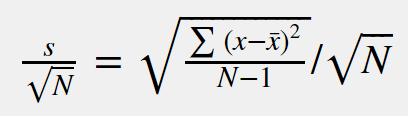 s/√N = √(∑ (x−x̄)²/(N−1)) / √N